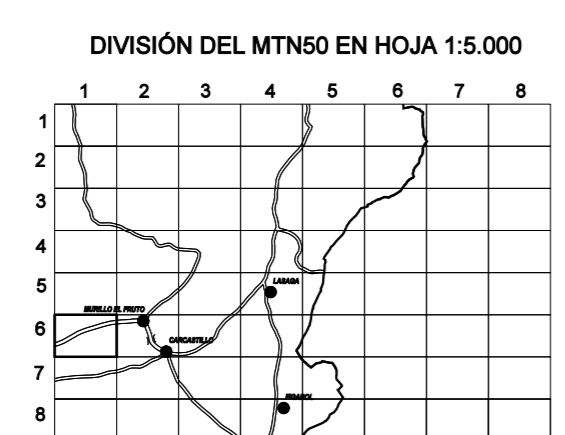 DIVISIÓN DEL MTN50 EN HOJA 1:5.000
1 2 3 4 5 6 7 8
1
2
3
4
5
LASAGA
MURILLO EL FRUTO
6
CARCASTILLO
7
FIGAROL
8